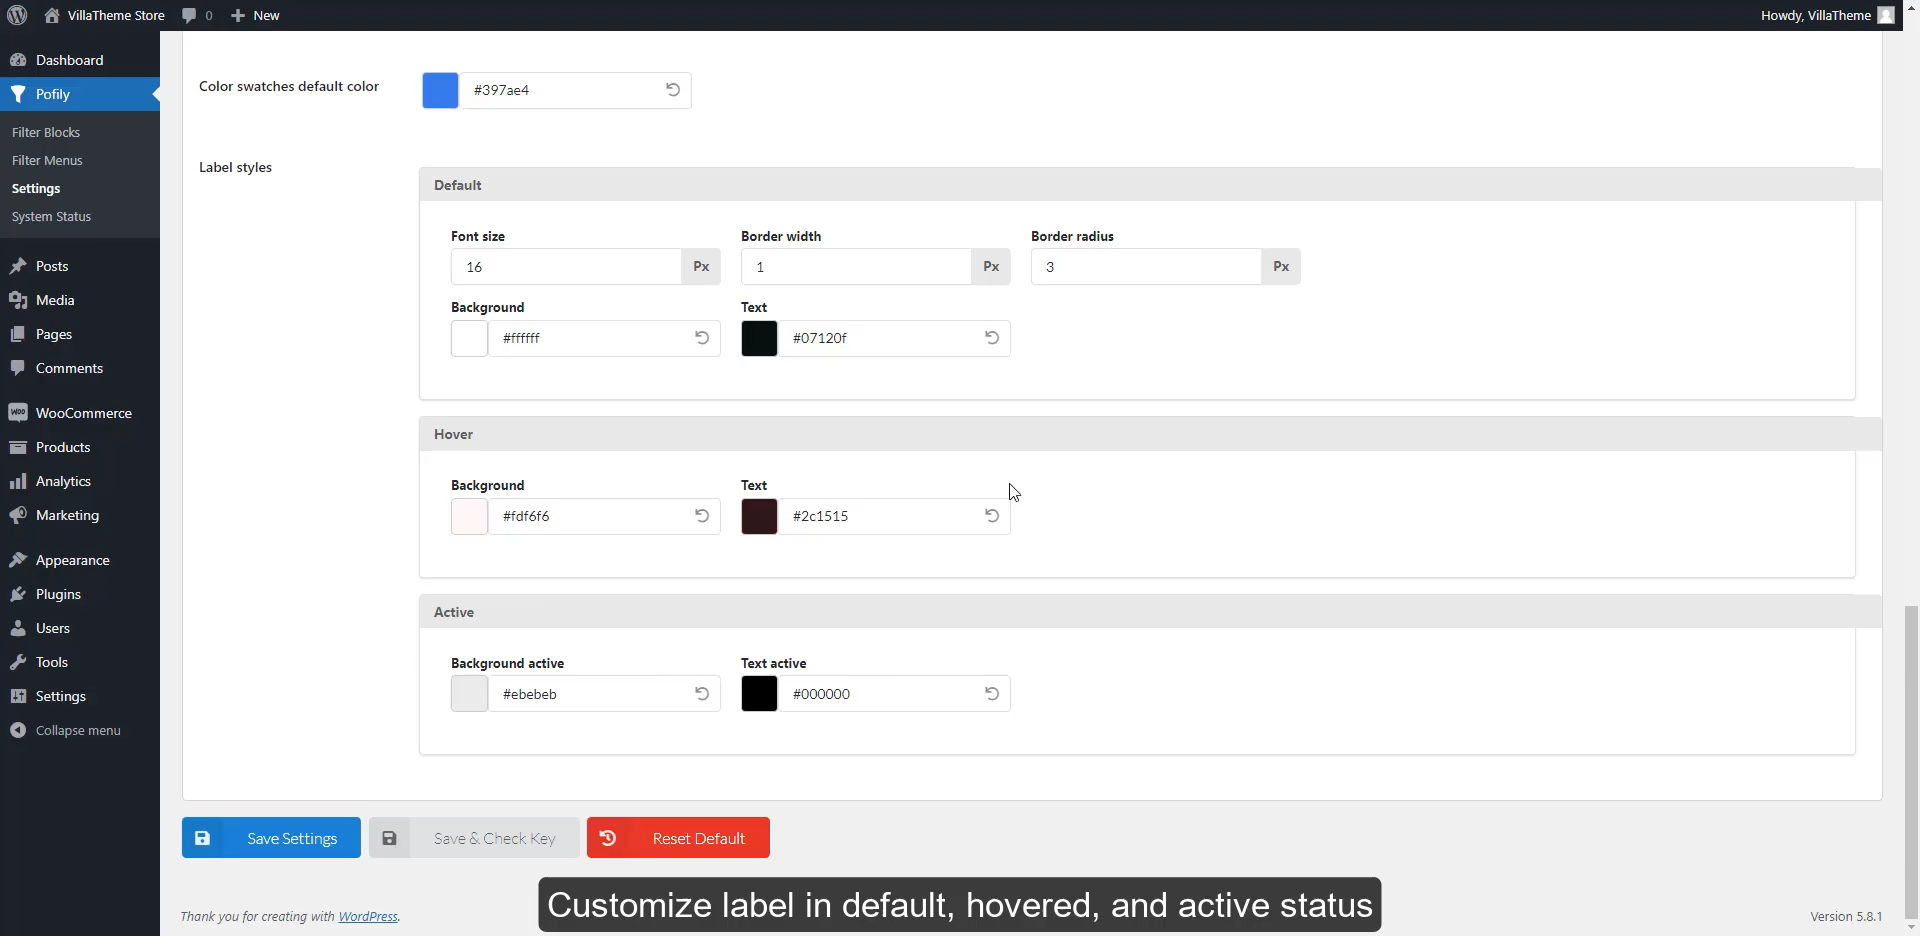 VillaTheme Store
0
New
Howdy, VillaTheme
Dashboard
Pofily
Filter Blocks
Filter Menus
Settings
System Status
Posts
Media
Pages
Comments
WooCommerce
Products
Analytics
Marketing
Appearance
Plugins
Users
Tools
Settings
Collapse menu
Color swatches default color
#397ae4
Label styles
Default
Font size
Border width
Border radius
16
Px
1
Px
3
Px
Background
Text
#ffffff
#07120f
Hover
Background
Text
#fdf6f6
#2c1515
Active
Background active
Text active
#ebebeb
#000000
Save Settings
Save & Check Key
Reset Default
Customize label in default, hovered, and active status
Thank you for creating with WordPress.
Version 5.8.1